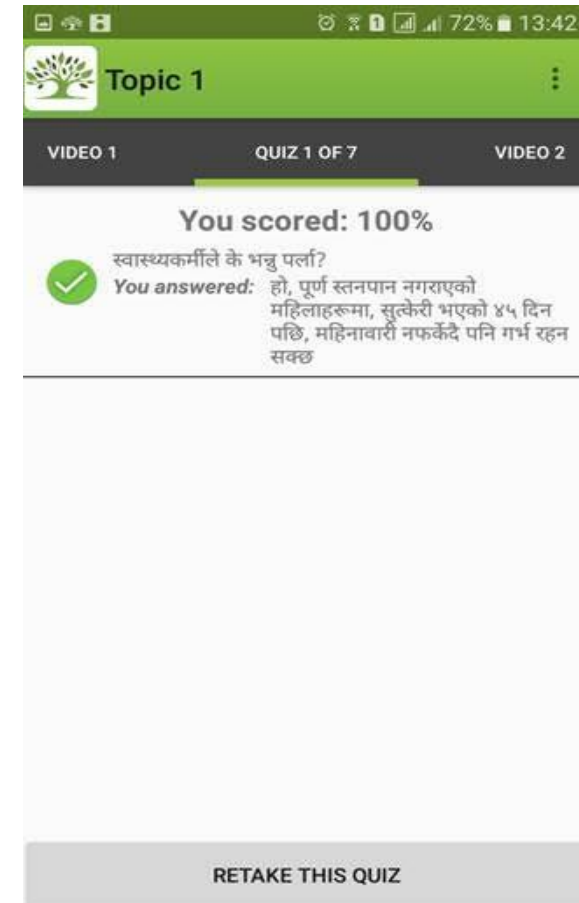 72% 13:42
Topic 1
VIDEO 1 QUIZ 1 OF 7 VIDEO 2
You scored: 100%
स्वास्थ्यकर्मीले के भन्नु पर्ला?
You answered: हो, पूर्ण स्तनपान नगराएको
महिलाहरूमा, सुत्केरी भएको ४५ दिन
पछि, महिनावारी नफर्केदै पनि गर्भ रहन
सक्छ
RETAKE THIS QUIZ